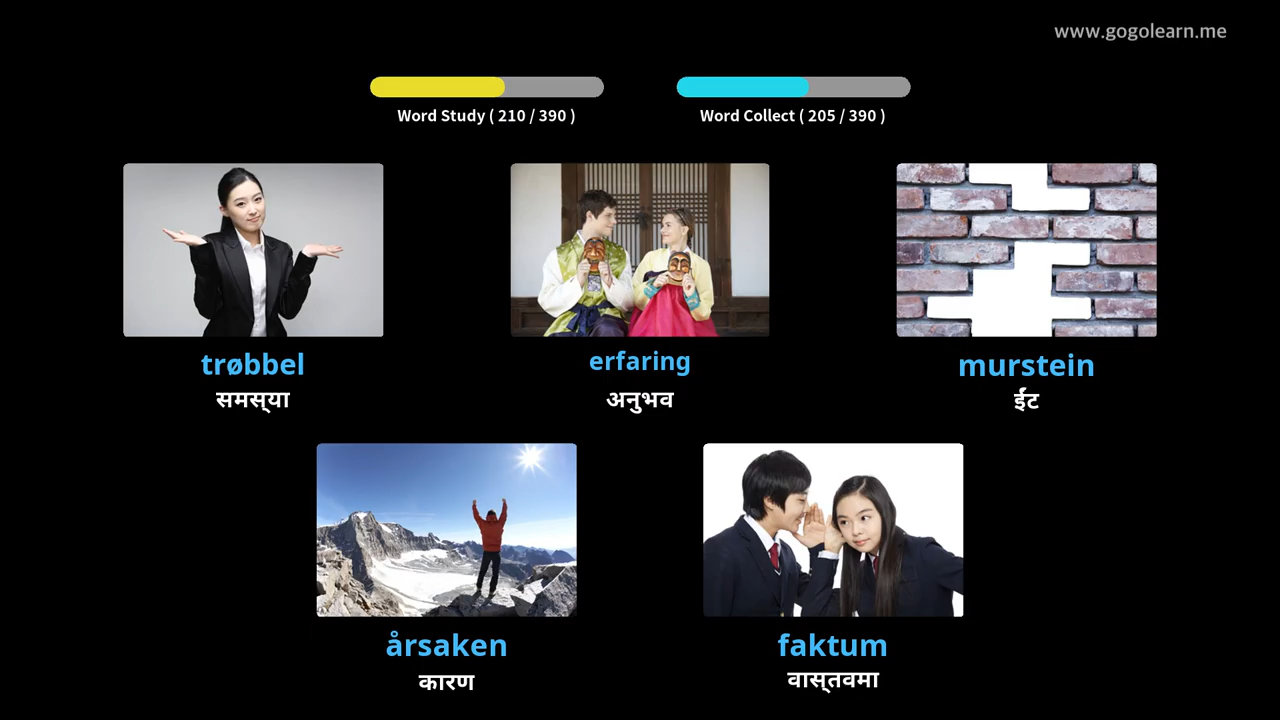 www.gogolearn.me
Word Study ( 210 / 390 )
Word Collect ( 205 / 390 )
trøbbel
समस्‌या
erfaring
अनुभव
murstein
ईंट
årsaken
कारण
faktum
वास्‌तवमा